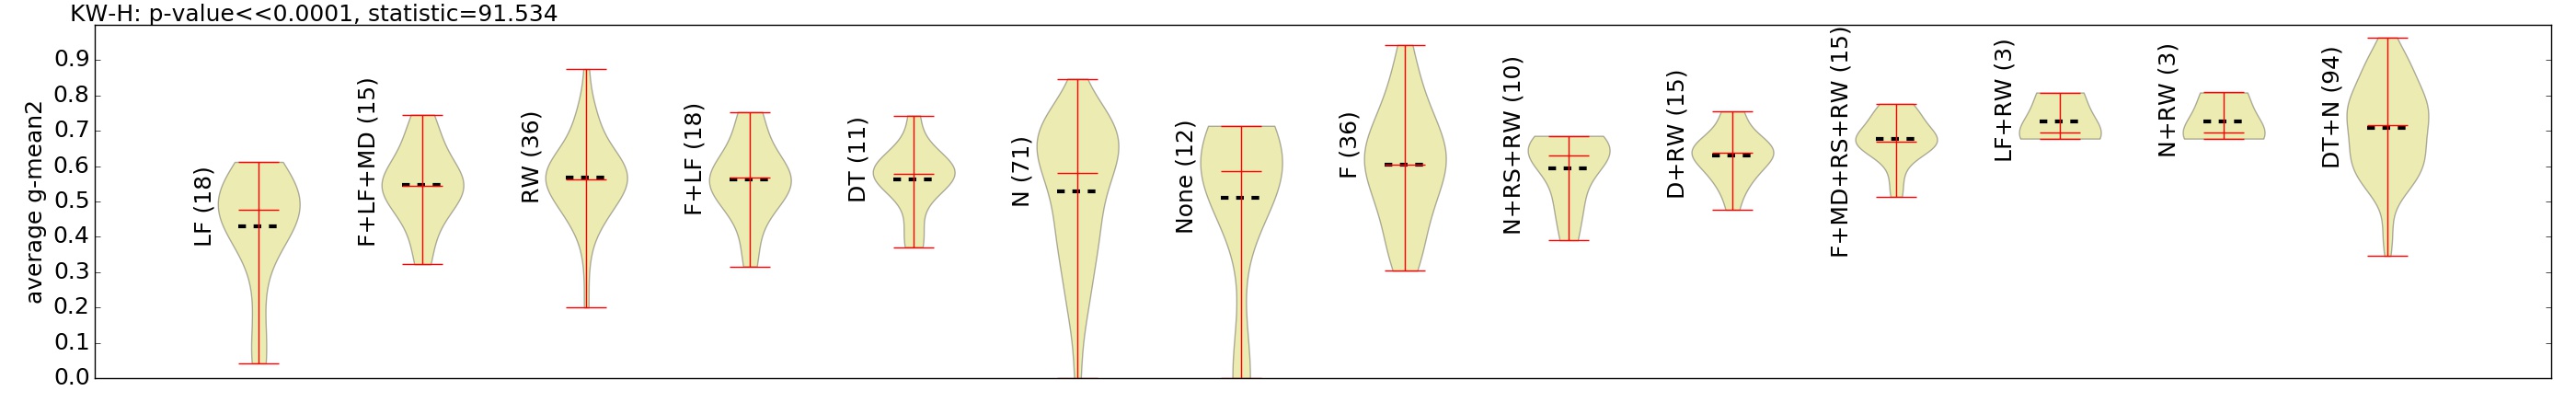 KW-H: p-value<<0.0001, statistic=91.534
average g-mean2
0.9
0.8
0.7
0.6
0.5
0.4
0.3
0.2
0.1
0.0
LF (18)
F+LF+MD (15)
RW (36)
F+LF (18)
DT (11)
N (71)
None (12)
F (36)
N+RS+RW (10)
D+RW (15)
F+MD+RS+RW (15)
LF+RW (3)
N+RW (3)
DT+N (94)